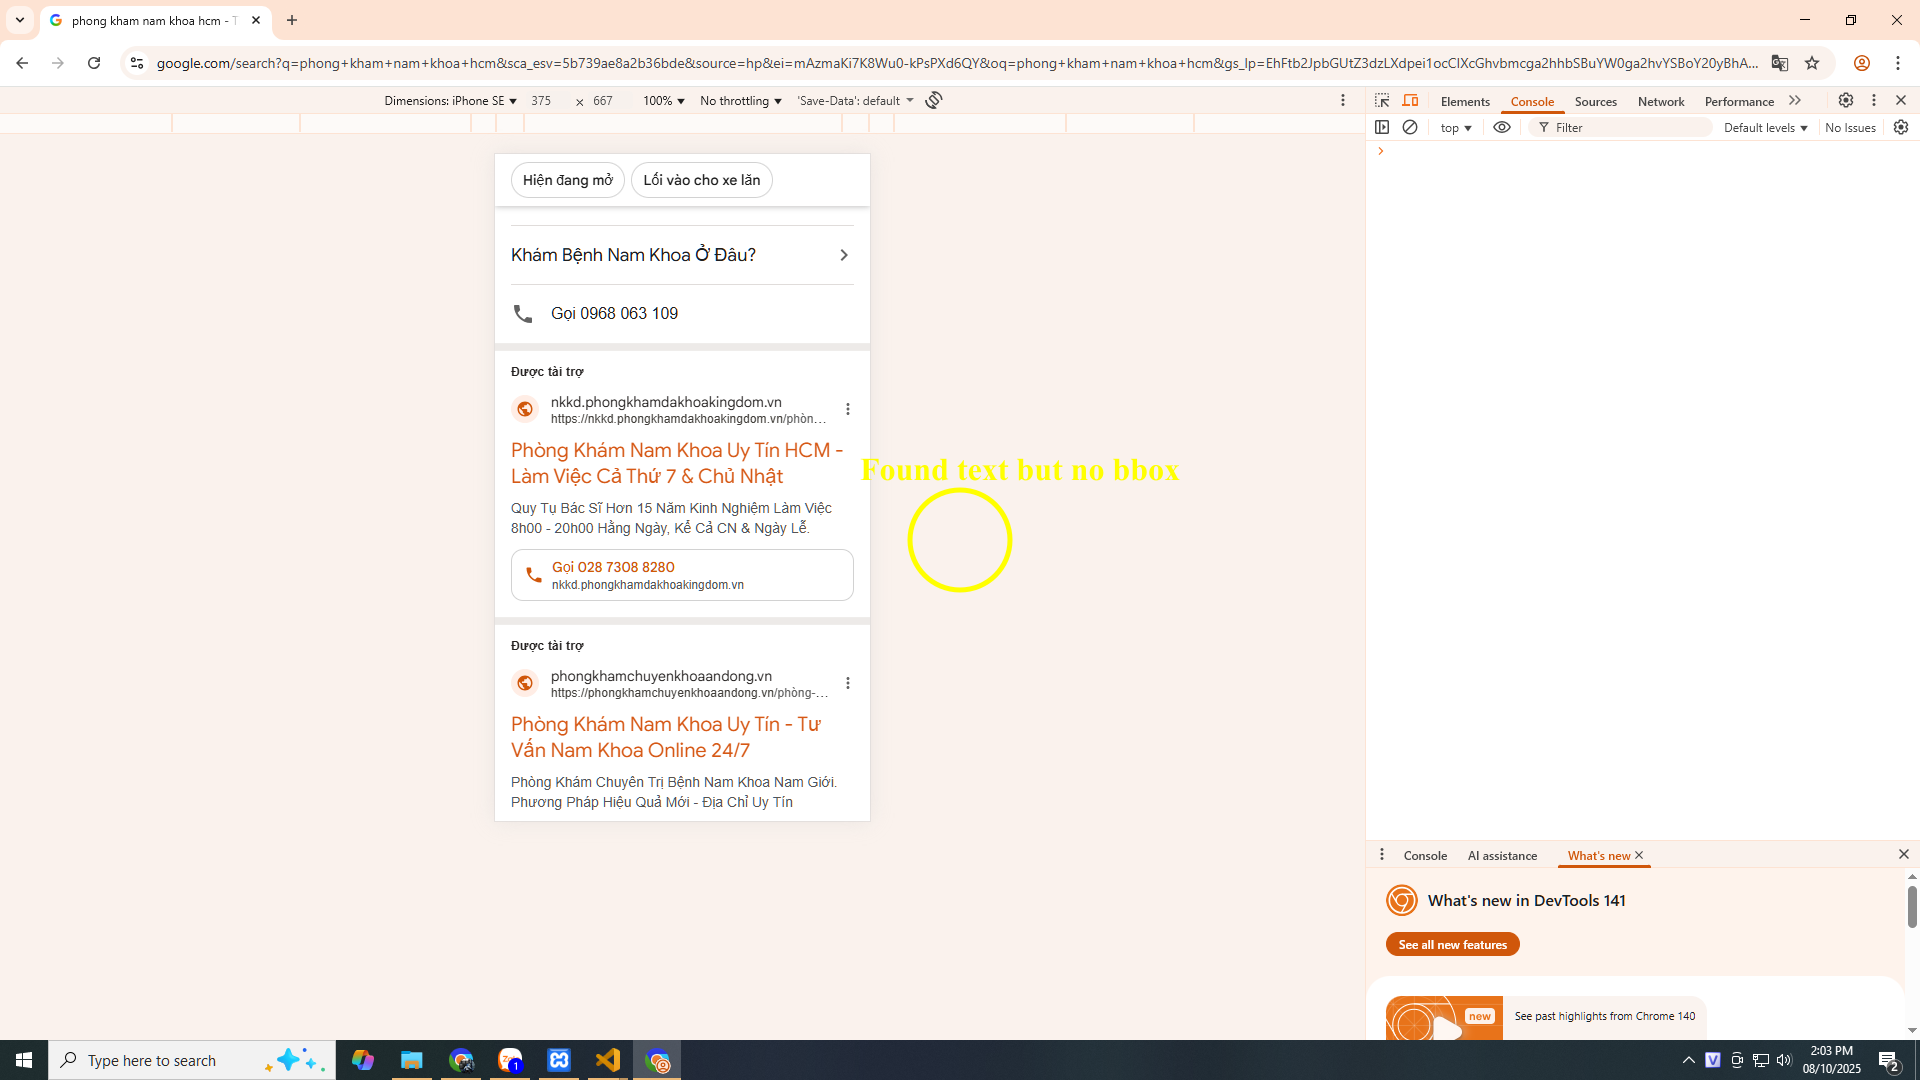 phong kham nam khoa hcm - T
google.com/search?q=phong+kham+nam+khoa+hcm&sca_esv=5b739ae8a2b36bde&source=hp&ei=mAzmaKi7K8Wu0-kPsPXd6QY&oq=phong+kham+nam+khoa+hcm&gs_lp=EhFtb2JpbGUtZ3dzLXdpei1ocCIXcGhvbmcga2hhbSBuYW0ga2hvYSBoY20yBhA...
Dimensions: iPhone SE 375 × 667 100% No throttling 'Save-Data': default
Elements Console Sources Network Performance
top Filter Default levels No Issues
Hiện đang mở Lối vào cho xe lăn
Khám Bệnh Nam Khoa Ở Đâu?
Gọi 0968 063 109
Được tài trợ
nkkd.phongkhamdakhoakingdom.vn
https://nkkd.phongkhamdakhoakingdom.vn/phòn...
Phòng Khám Nam Khoa Uy Tín HCM -
Làm Việc Cả Thứ 7 & Chủ Nhật
Found text but no bbox
Quy Tụ Bác Sĩ Hơn 15 Năm Kinh Nghiệm Làm Việc
8h00 - 20h00 Hằng Ngày, Kể Cả CN & Ngày Lễ.
Gọi 028 7308 8280
nkkd.phongkhamdakhoakingdom.vn
Được tài trợ
phongkhamchuyenkhoaandong.vn
https://phongkhamchuyenkhoaandong.vn/phòng-...
Phòng Khám Nam Khoa Uy Tín - Tư
Vấn Nam Khoa Online 24/7
Phòng Khám Chuyên Trị Bệnh Nam Khoa Nam Giới.
Phương Pháp Hiệu Quả Mới - Địa Chỉ Uy Tín
Console AI assistance What's new
What's new in DevTools 141
See all new features
new
See past highlights from Chrome 140
Type here to search
1
V
2:03 PM
08/10/2025
2